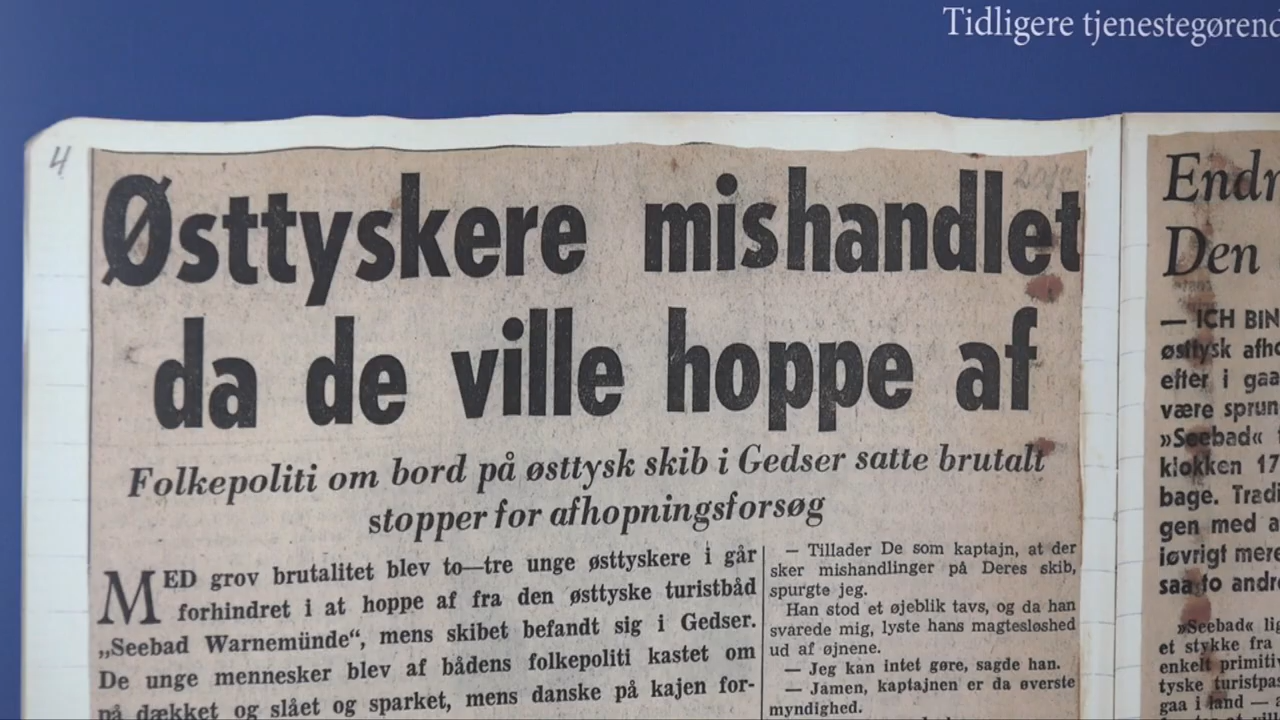 Tidligere tjenestegørend
4
Østtyskere mishandlet
da de ville hoppe af
Folkepoliti om bord på østtysk skib i Gedser satte brutalt
stopper for afhopningsforsøg
MED grov brutalitet blev to—tre unge østtyskere i går
forhindret i at hoppe af fra den østtyske turistbåd
„Seebad Warnemünde“, mens skibet befandt sig i Gedser.
De unge mennesker blev af bådens folkepoliti kastet om
på dækket og slået og sparket, mens danske på kajen for-
— Tillader De som kaptajn, at der
sker mishandlinger på Deres skib,
spurgte jeg.
Han stod et øjeblik tavs, og da han
svarede mig, lyste hans magtesløshed
ud af øjnene.
— Jeg kan intet gøre, sagde han.
— Jamen, kaptajnen er da øverste
myndighed.
Endr
Den
— ICH BIN
østtysk afho
efter i gaa
være sprun
»Seebad«
klokken 17
bage. Tradi
gen med a
iøvrigt mere
saa to andre
»Seebad« lig
et stykke fra
enkelt primitiv
tyske turistpas
gaa i land —